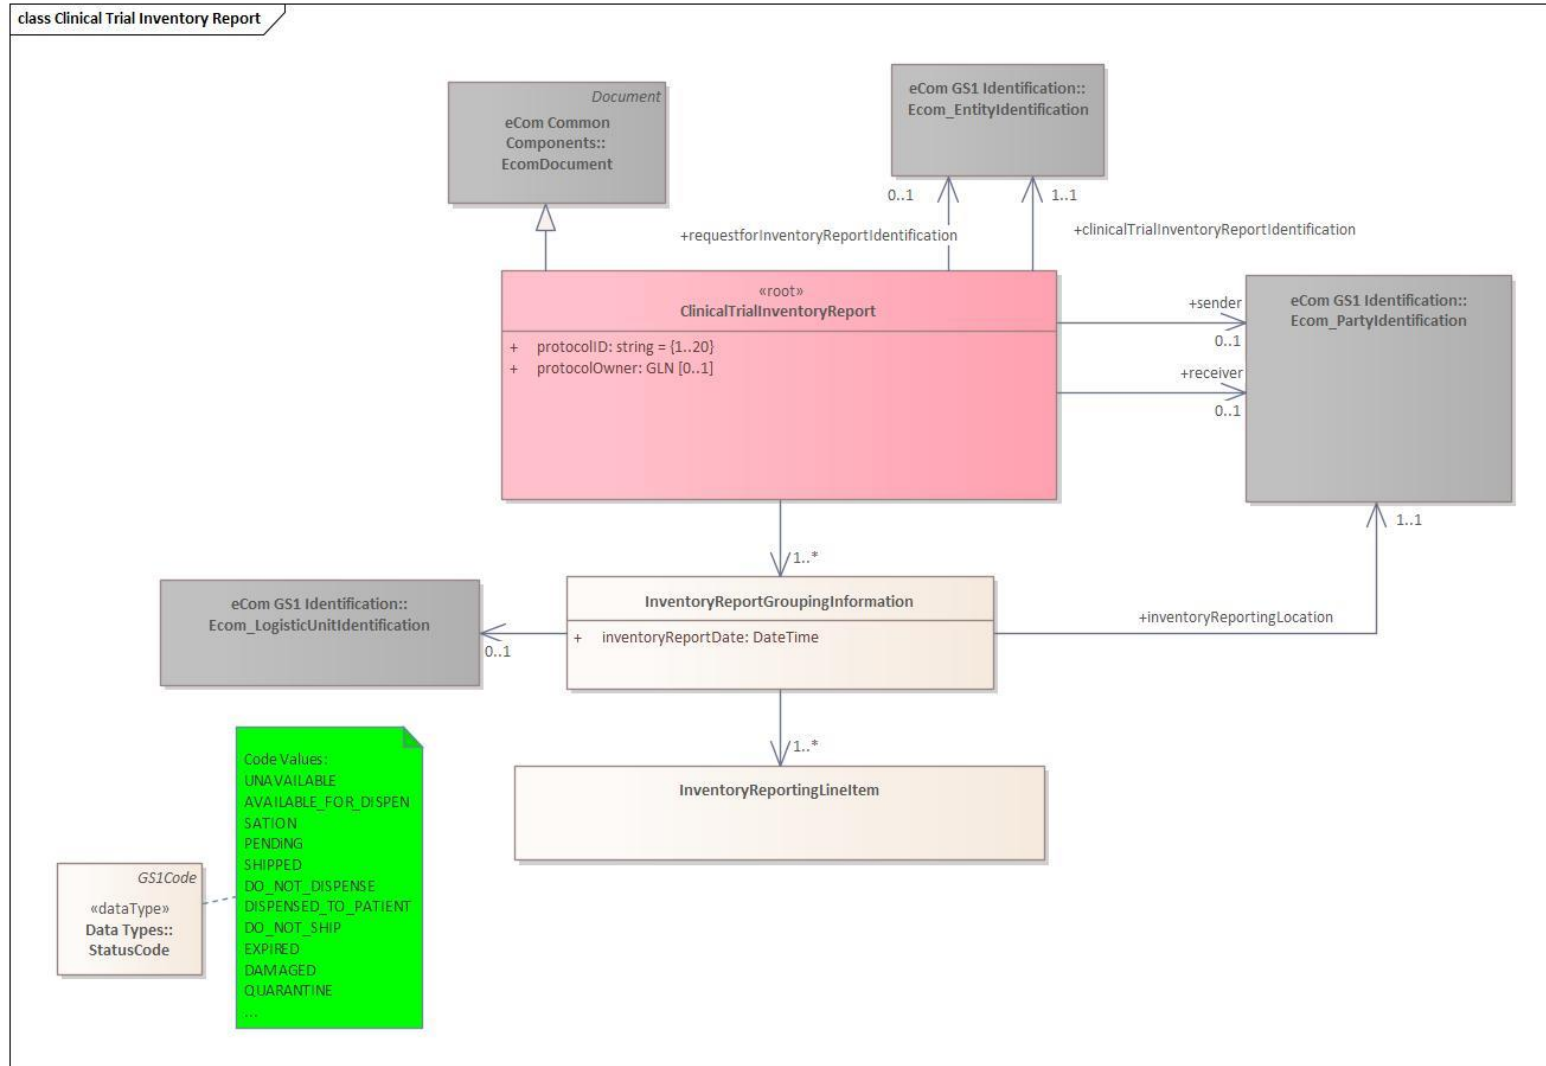 class Clinical Trial Inventory Report
Document
eCom Common
Components::
EcomDocument
eCom GS1 Identification::
Ecom_EntityIdentification
0..1
1..1
+requestforInventoryReportIdentification
+clinicalTrialInventoryReportIdentification
«root»
ClinicalTrialInventoryReport
+ protocolID: string = {1..20}
+ protocolOwner: GLN [0..1]
+sender
0..1
+receiver
0..1
eCom GS1 Identification::
Ecom_PartyIdentification
1..1
1..*
eCom GS1 Identification::
Ecom_LogisticUnitIdentification
0..1
InventoryReportGroupingInformation
+ inventoryReportDate: DateTime
+inventoryReportingLocation
1..*
InventoryReportingLineItem
Code Values:
UNAVAILABLE
AVAILABLE_FOR_DISPEN
SATION
PENDiNG
SHIPPED
DO_NOT_DISPENSE
DISPENSED_TO_PATIENT
DO_NOT_SHIP
EXPIRED
DAMAGED
QUARANTINE
...
GS1Code
«dataType»
Data Types::
StatusCode